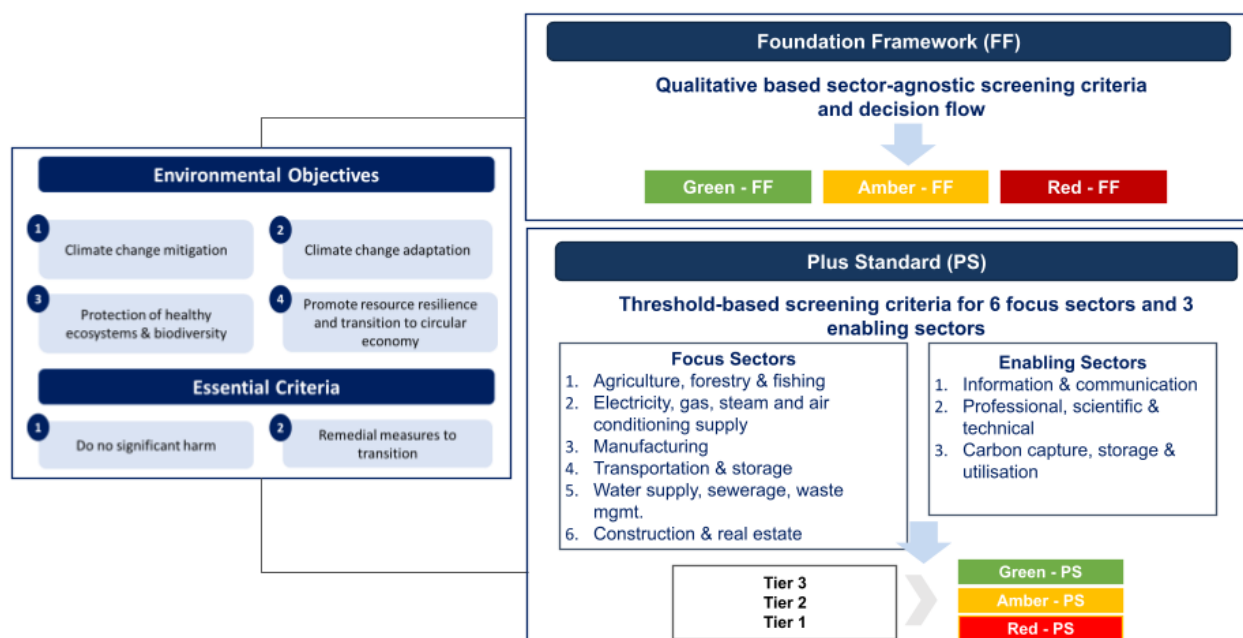 Foundation Framework (FF)
Qualitative based sector-agnostic screening criteria
and decision flow
Green - FF
Amber - FF
Red - FF
Environmental Objectives
1
Climate change mitigation
2
Climate change adaptation
3
Protection of healthy
ecosystems & biodiversity
4
Promote resource resilience
and transition to circular
economy
Essential Criteria
1
Do no significant harm
2
Remedial measures to
transition
Plus Standard (PS)
Threshold-based screening criteria for 6 focus sectors and 3
enabling sectors
Focus Sectors
1. Agriculture, forestry & fishing
2. Electricity, gas, steam and air
conditioning supply
3. Manufacturing
4. Transportation & storage
5. Water supply, sewerage, waste
mgmt.
6. Construction & real estate
Enabling Sectors
1. Information & communication
2. Professional, scientific &
technical
3. Carbon capture, storage &
utilisation
Tier 3
Tier 2
Tier 1
Green - PS
Amber - PS
Red - PS